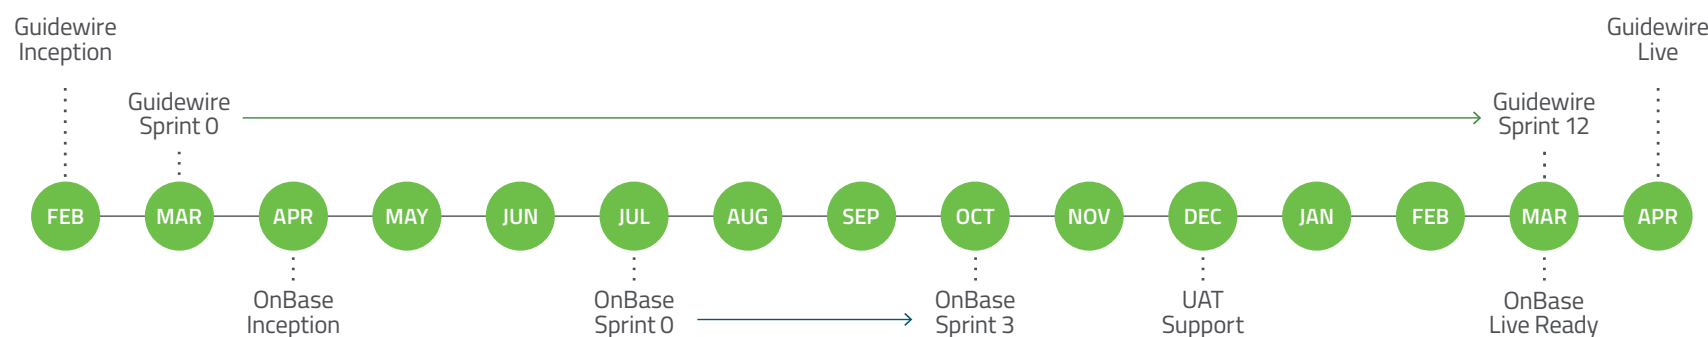 Guidewire
Inception
Guidewire
Live
Guidewire
Sprint 0
Guidewire
Sprint 12
FEB MAR APR MAY JUN JUL AUG SEP OCT NOV DEC JAN FEB MAR APR
OnBase
Inception
OnBase
Sprint 0
OnBase
Sprint 3
UAT
Support
OnBase
Live Ready